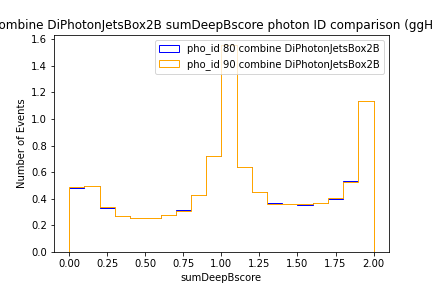 ombine DiPhotonJetsBox2B sumDeepBscore photon ID comparison (ggH
pho_id 80 combine DiPhotonJetsBox2B
pho_id 90 combine DiPhotonJetsBox2B
Number of Events
1.6
1.4
1.2
1.0
0.8
0.6
0.4
0.2
0.0
0.00 0.25 0.50 0.75 1.00 1.25 1.50 1.75 2.00
sumDeepBscore